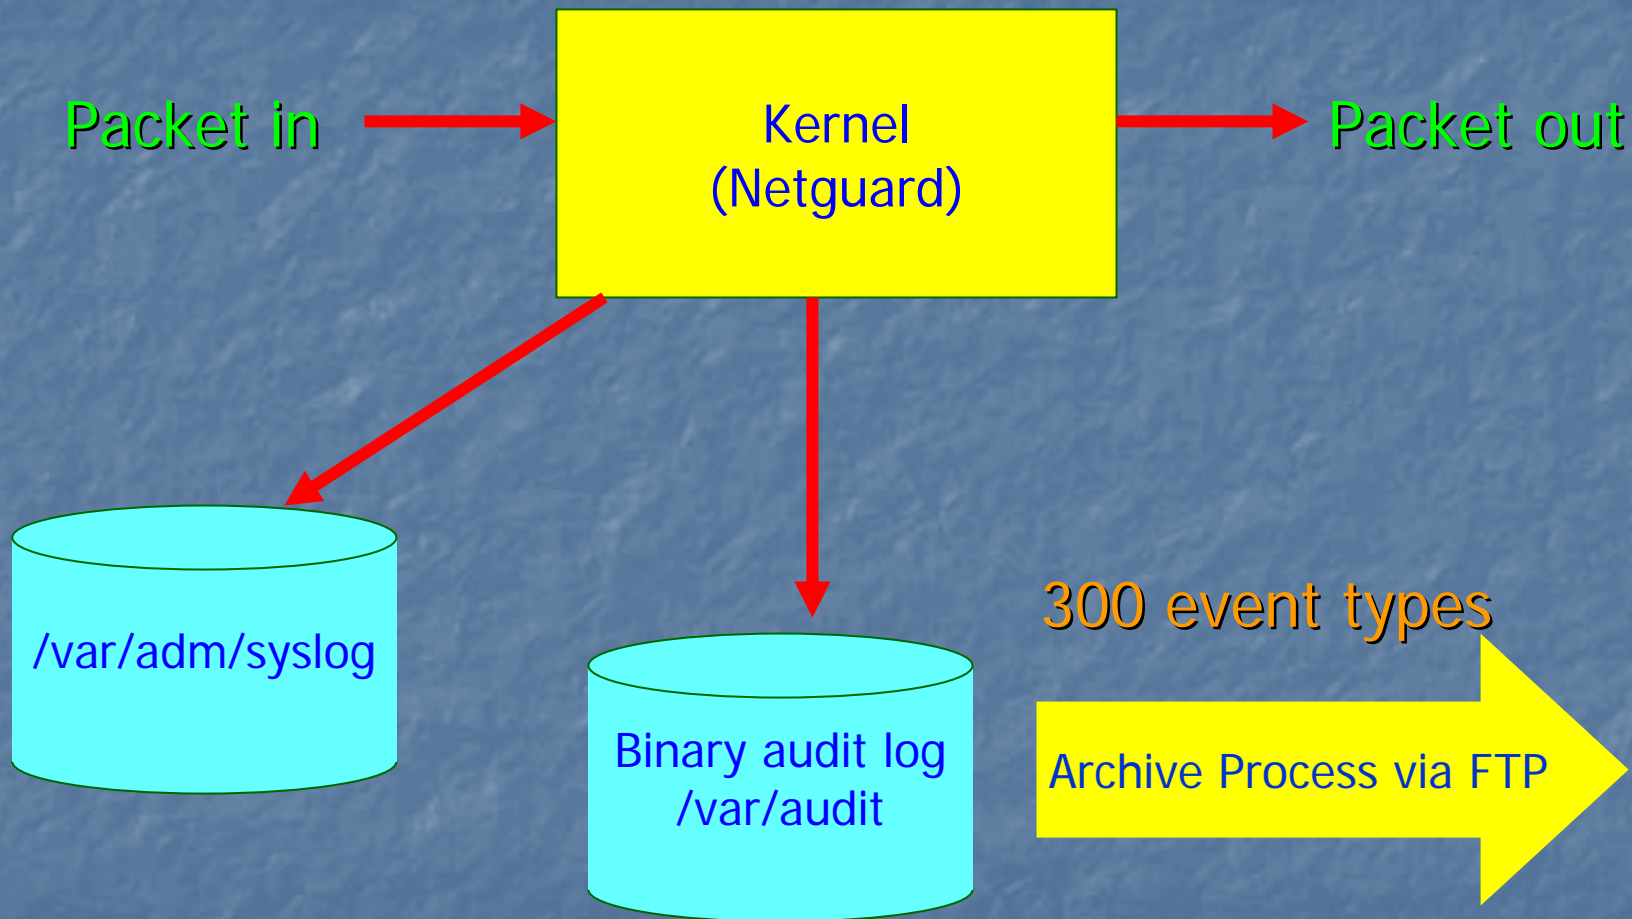 Packet in
Kernel
(Netguard)
Packet out
/var/adm/syslog
Binary audit log
/var/audit
300 event types
Archive Process via FTP